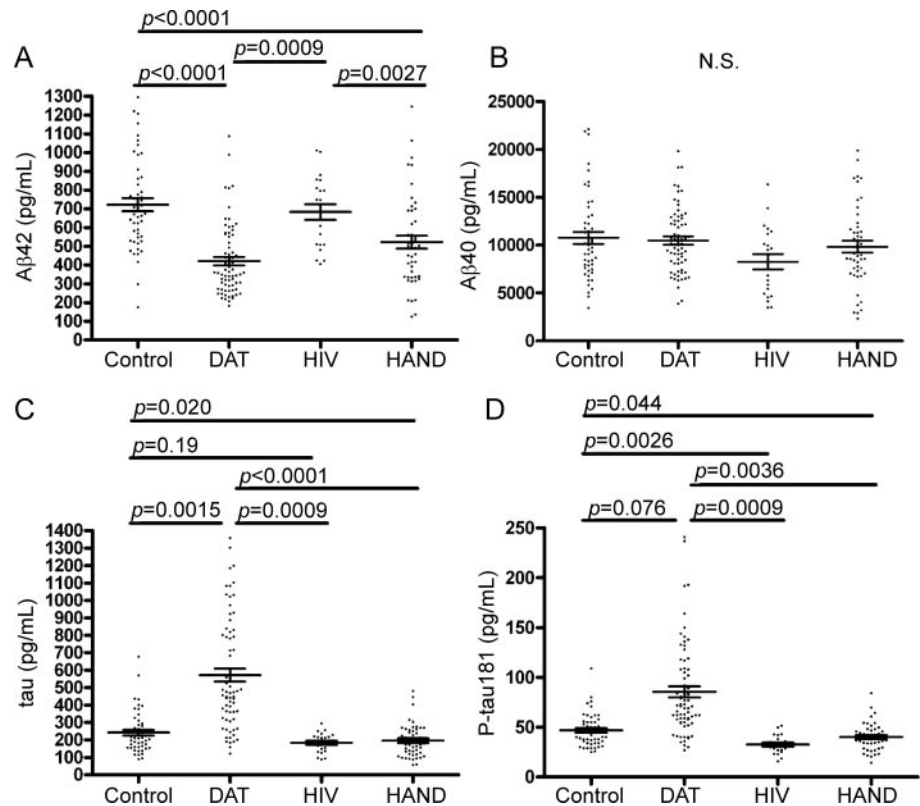 p<0.0001
A
p=0.0009
p<0.0001
p=0.0027
1300
1200
1100
1000
900
800
700
600
500
400
300
200
100
0
Aβ42 (pg/mL)
Control DAT HIV HAND
B
N.S.
25000
20000
15000
10000
5000
0
Aβ40 (pg/mL)
Control DAT HIV HAND
C
p=0.020
p=0.19
p<0.0001
p=0.0015 p=0.0009
1400
1300
1200
1100
1000
900
800
700
600
500
400
300
200
100
0
tau (pg/mL)
Control DAT HIV HAND
D
p=0.044
p=0.0026
p=0.0036
p=0.076 p=0.0009
250
200
150
100
50
0
P-tau181 (pg/mL)
Control DAT HIV HAND